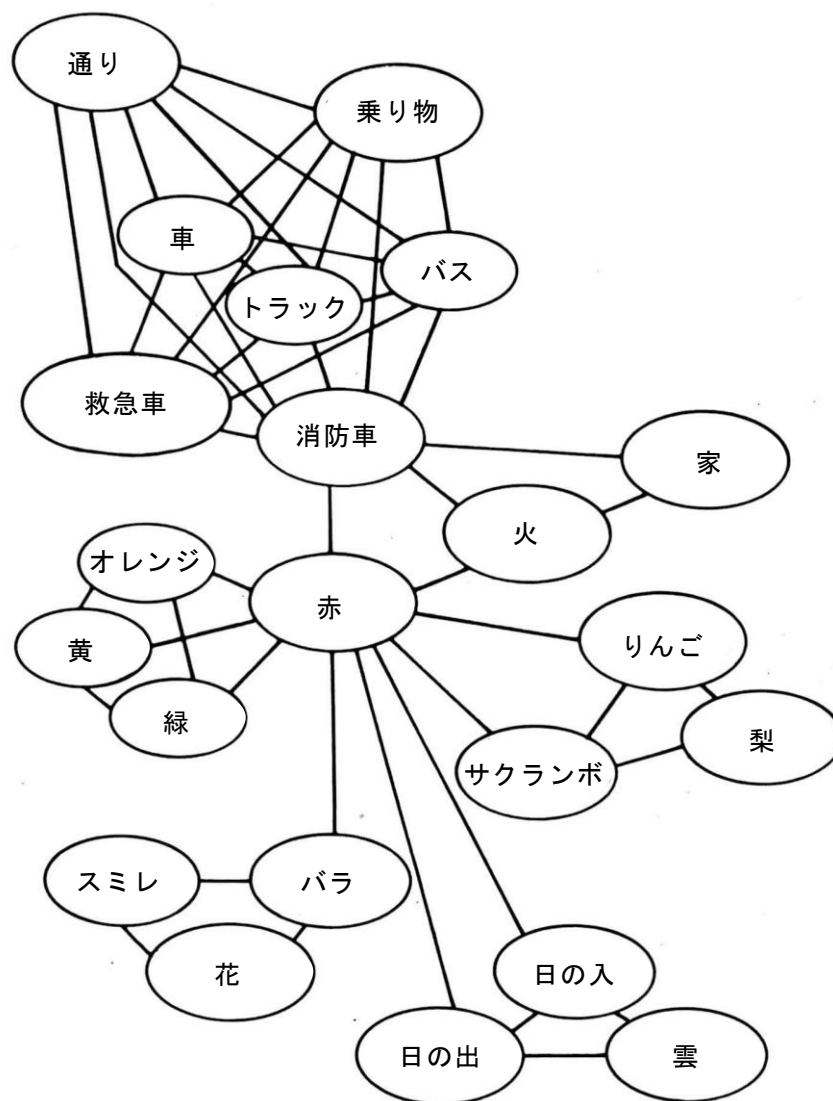 通り
乗り物
車
バス
トラック
救急車
消防車
家
火
オレンジ
赤
黄
りんご
緑
梨
サクランボ
スミレ
バラ
花
日の入
日の出
雲